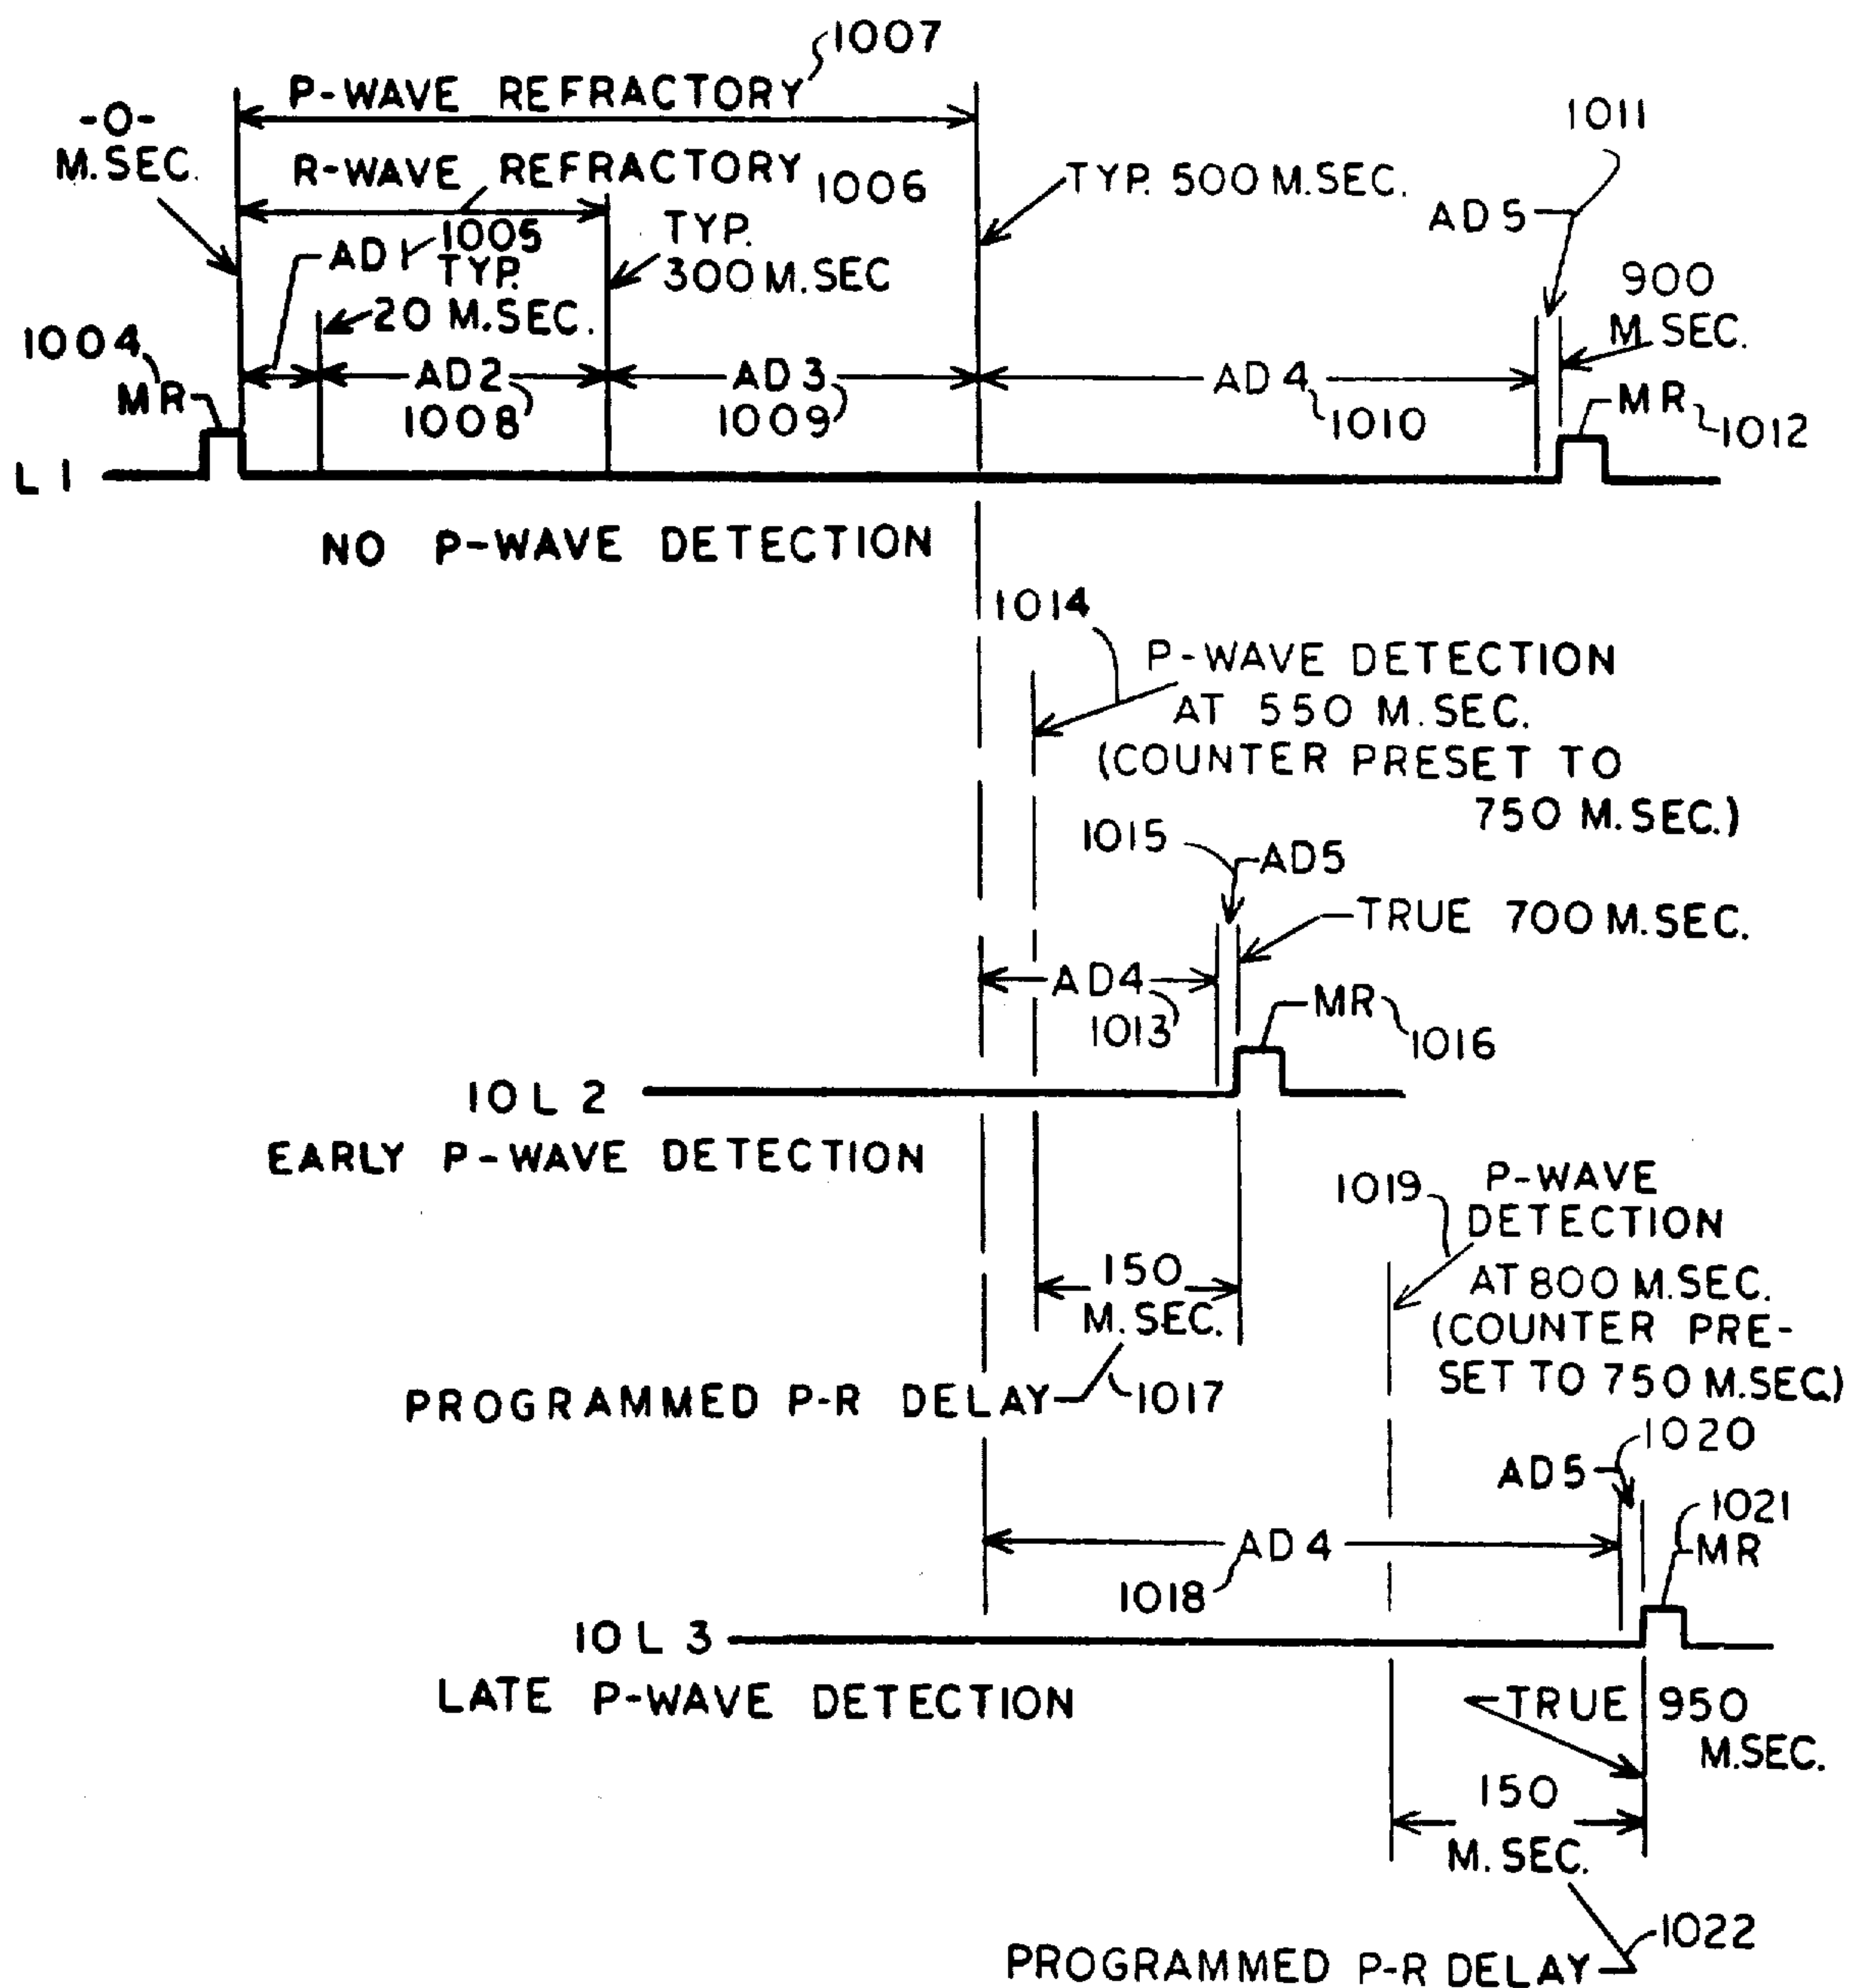 1007
P-WAVE REFRACTORY
-0-
M.SEC.
R-WAVE REFRACTORY
1006
1011
TYP. 500 M.SEC.
AD5
AD1
1005
TYP.
20 M.SEC.
TYP.
300 M.SEC
900
M.SEC.
1004
MR
AD2
1008
AD3
1009
AD4
1010
MR
1012
L1
NO P-WAVE DETECTION
1014
P-WAVE DETECTION
AT 550 M.SEC.
(COUNTER PRESET TO
750 M.SEC.)
1015
AD5
TRUE 700 M.SEC.
AD4
1013
MR
1016
10L2
EARLY P-WAVE DETECTION
150
M.SEC.
PROGRAMMED P-R DELAY
1017
1019
P-WAVE
DETECTION
AT 800 M.SEC.
(COUNTER PRE-
SET TO 750 M.SEC.)
1020
AD5
1021
MR
AD4
1018
10L3
LATE P-WAVE DETECTION
TRUE 950
M.SEC.
150
M.SEC.
1022
PROGRAMMED P-R DELAY